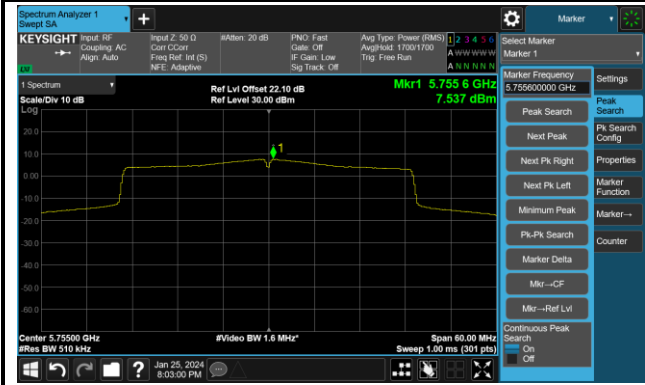 Spectrum Analyzer 1
Swept SA
+
Marker
KEYSIGHT
Input: RF
Coupling: AC
Align: Auto
Input Z: 50 Ω
Corr CCorr
Freq Ref: Int (S)
NFE: Adaptive
#Atten: 20 dB
PNO: Fast
Gate: Off
IF Gain: Low
Sig Track: Off
Avg Type: Power (RMS)
Avg|Hold: 1700/1700
Trig: Free Run
1 2 3 4 5 6
A W W W W W
A N N N N N
Select Marker
Marker 1
1 Spectrum
Scale/Div 10 dB
Log
Ref Lvl Offset 22.10 dB
Ref Level 30.00 dBm
Mkr1 5.755 6 GHz
7.537 dBm
20.0
10.0
0.00
-10.0
-20.0
-30.0
-40.0
-50.0
-60.0
1
Center 5.75500 GHz
#Res BW 510 kHz
#Video BW 1.6 MHz*
Span 60.00 MHz
Sweep 1.00 ms (301 pts)
Marker Frequency
5.755600000 GHz
Peak Search
Next Peak
Next Pk Right
Next Pk Left
Minimum Peak
Pk-Pk Search
Marker Delta
Mkr→CF
Mkr→Ref Lvl
Continuous Peak
Search
On
Off
Settings
Peak
Search
Pk Search
Config
Properties
Marker
Function
Marker→
Counter
?
Jan 25, 2024
8:03:00 PM